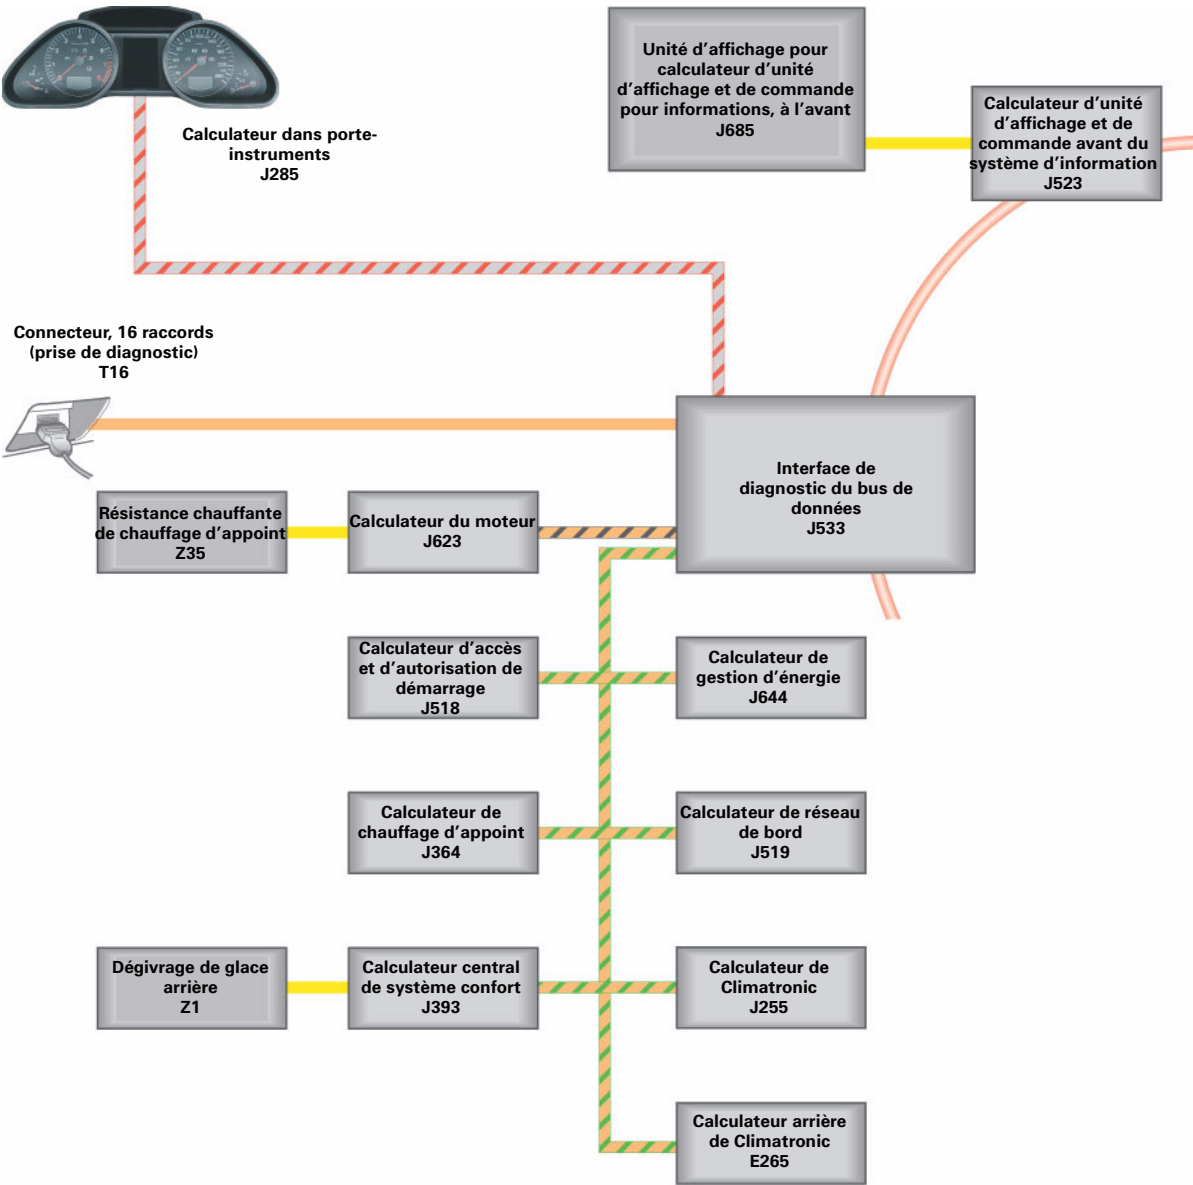 Unité d'affichage pour
calculateur d'unité
d'affichage et de commande
pour informations, à l'avant
J685
Calculateur d'unité
d'affichage et de
commande avant du
système d'information
J523
Calculateur dans porte-
instruments
J285
Connecteur, 16 raccords
(prise de diagnostic)
T16
Interface de
diagnostic du bus de
données
J533
Résistance chauffante
de chauffage d'appoint
Z35
Calculateur du moteur
J623
Calculateur d'accès
et d'autorisation de
démarrage
J518
Calculateur de
gestion d'énergie
J644
Calculateur de
chauffage d'appoint
J364
Calculateur de réseau
de bord
J519
Dégivrage de glace
arrière
Z1
Calculateur central
de système confort
J393
Calculateur de
Climatronic
J255
Calculateur arrière
de Climatronic
E265